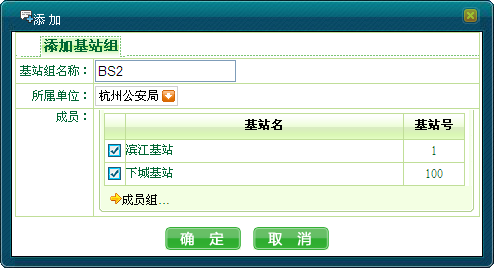 添加
添加基站组
基站组名称： BS2
所属单位： 杭州公安局
成员：
基站名 基站号
滨江基站 1
下城基站 100
成员组...
确 定 取 消